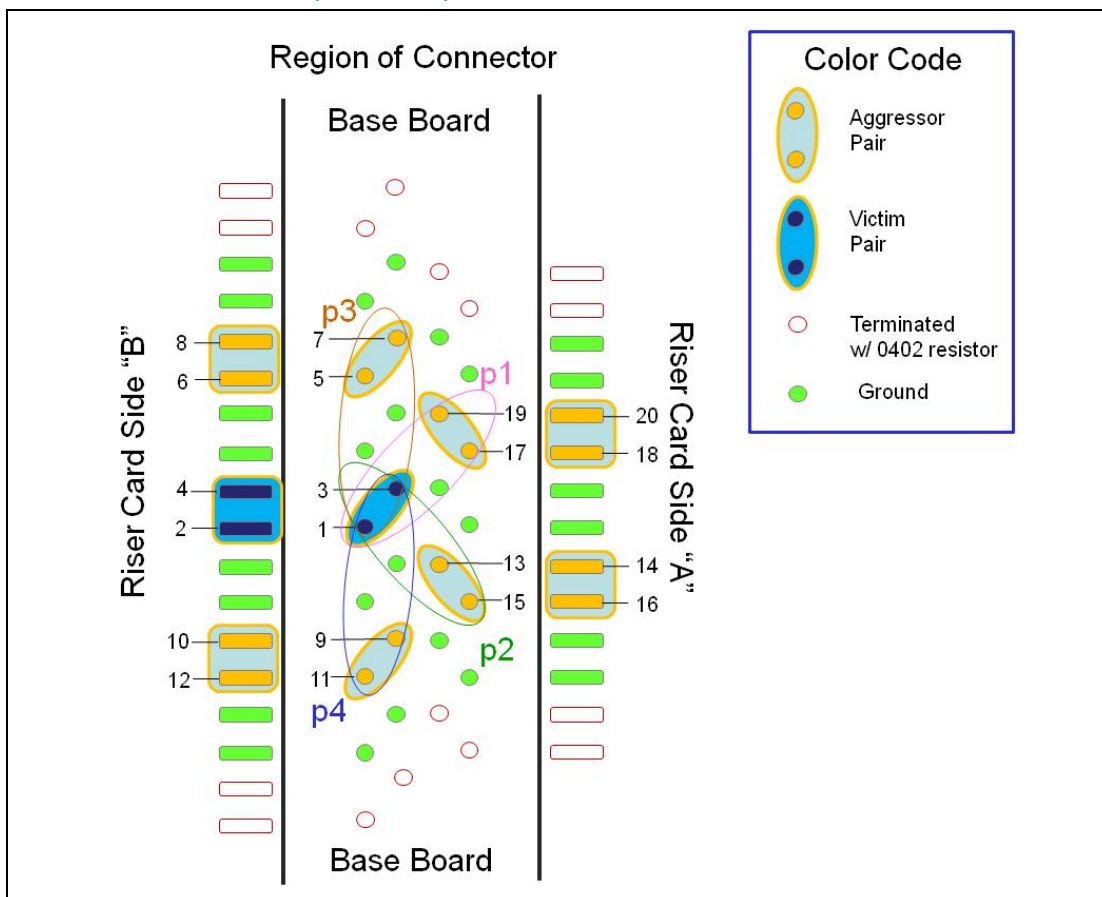 Region of Connector
Base Board
Color Code
Aggressor
Pair
Victim
Pair
Terminated
w/ 0402 resistor
Ground
Riser Card Side "B"
Riser Card Side "A"
p3
p1
8
7
6
5
19
20
17
18
4
3
2
1
13
14
15
16
10
9
p2
12
11
p4
Base Board